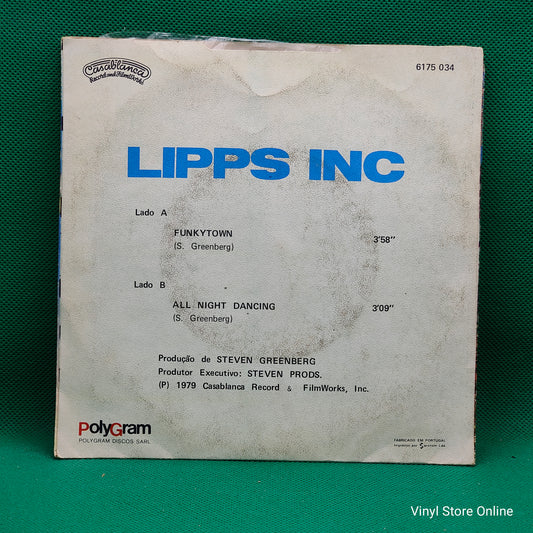 Casablanca
Record and FilmWorks
6175 034
LIPPS INC
Lado A
FUNKYTOWN 3'58"
(S. Greenberg)
Lado B
ALL NIGHT DANCING 3'09"
(S. Greenberg)
Produção de STEVEN GREENBERG
Produtor Executivo: STEVEN PRODS.
(P) 1979 Casablanca Record & FilmWorks, Inc.
PolyGram
POLYGRAM DISCOS SARL
FABRICADO EM PORTUGAL
Vinyl Store Online